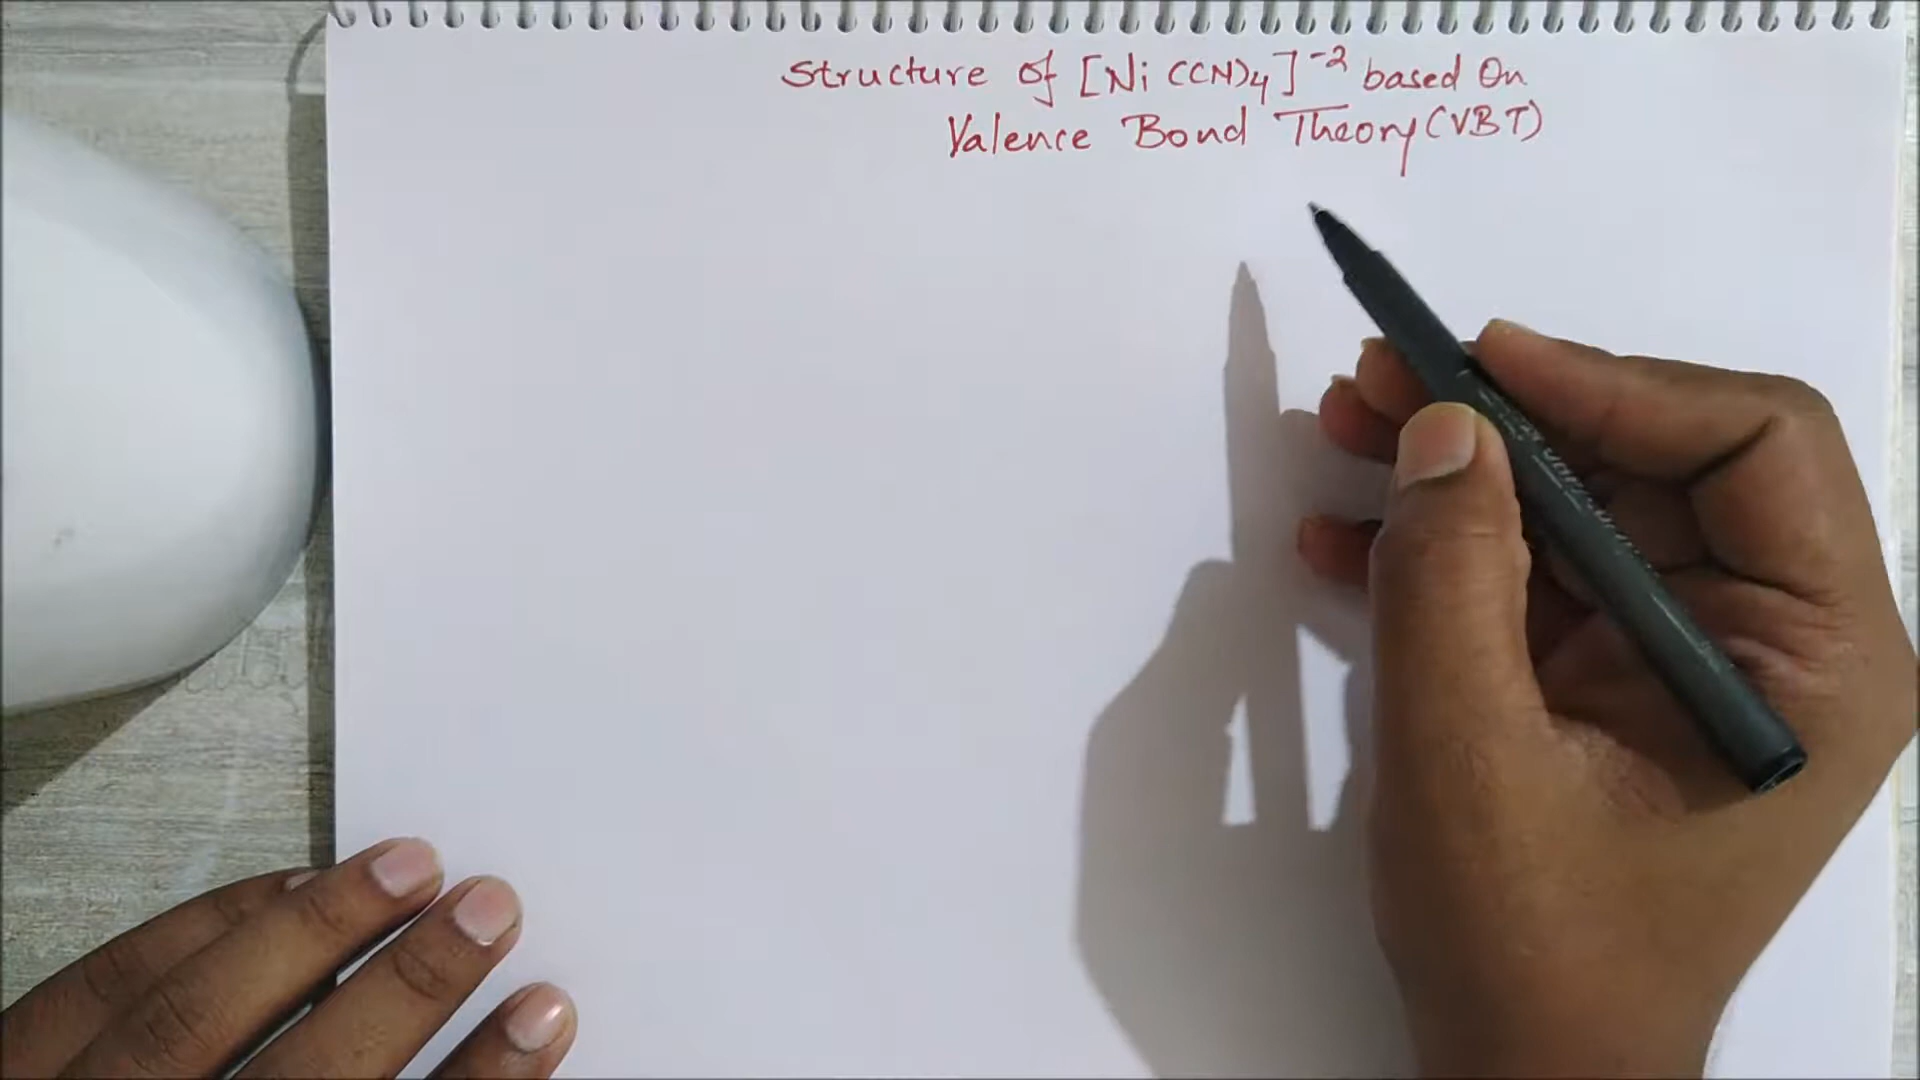 Structure of [Ni (CN)4]⁻² based On
Valence Bond Theory (VBT)